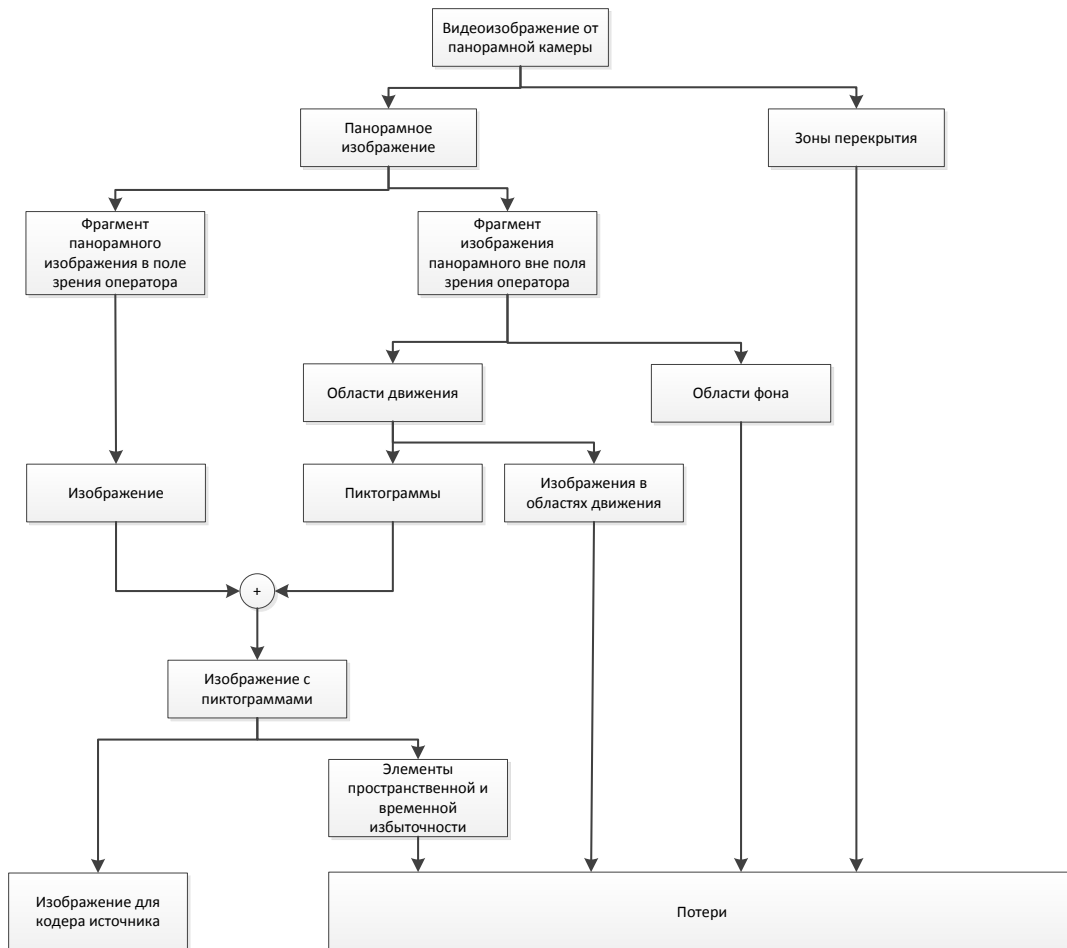 Видеоизображение от
панорамной камеры
Панорамное
изображение
Зоны перекрытия
Фрагмент
панорамного
изображения в поле
зрения оператора
Фрагмент
изображения
панорамного вне поля
зрения оператора
Области движения
Области фона
Изображение
Пиктограммы
Изображения в
областях движения
+
Изображение с
пиктограммами
Элементы
пространственной и
временной
избыточности
Изображение для
кодера источника
Потери